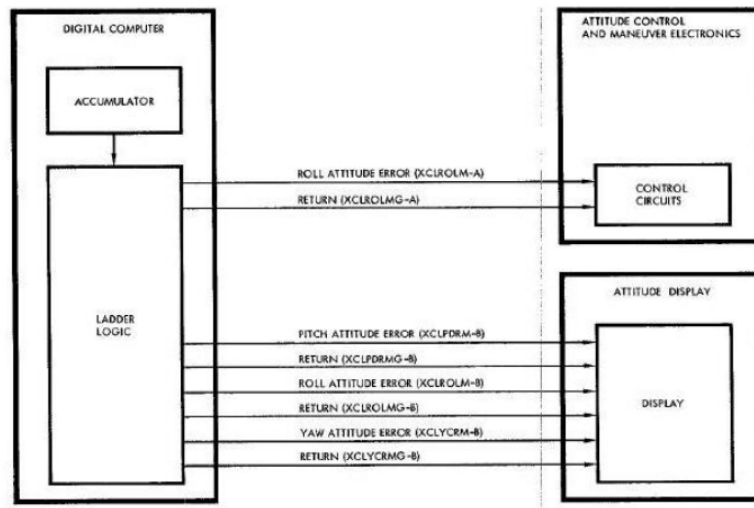 DIGITAL COMPUTER
ACCUMULATOR
LADDER
LOGIC
ATTITUDE CONTROL
AND MANEUVER ELECTRONICS
ROLL ATTITUDE ERROR (XCLROLM-A)
RETURN (XCLROLMG-A)
CONTROL
CIRCUITS
ATTITUDE DISPLAY
PITCH ATTITUDE ERROR (XCLPDRM-B)
RETURN (XCLPDRMG-B)
ROLL ATTITUDE ERROR (XCLROLM-B)
RETURN (XCLROLMG-B)
YAW ATTITUDE ERROR (XCLYCRM-B)
RETURN (XCLYCRMG-B)
DISPLAY